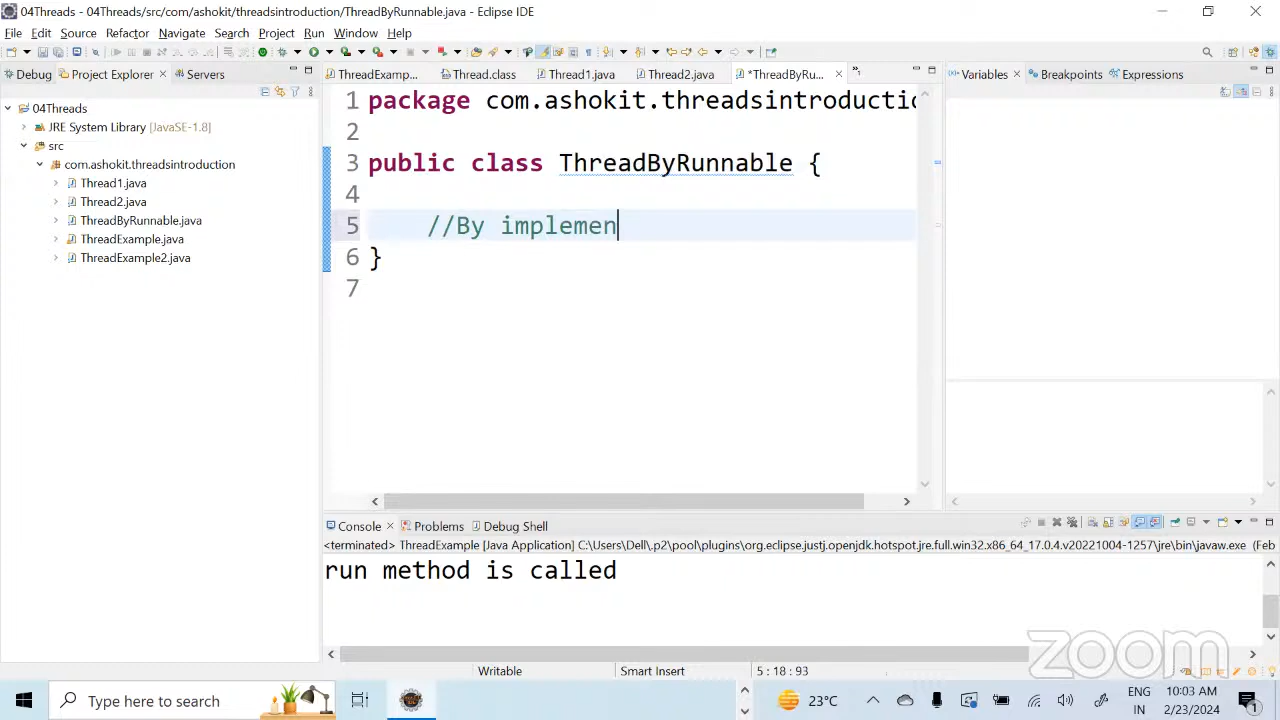 04Threads - 04Threads/src/com/ashokit/threadsintroduction/ThreadByRunnable.java - Eclipse IDE
File Edit Source Refactor Navigate Search Project Run Window Help
Debug Project Explorer Servers
ThreadExamp... Thread.class Thread1.java Thread2.java *ThreadByRu...
Variables Breakpoints Expressions
04Threads
JRE System Library [JavaSE-1.8]
src
com.ashokit.threadsintroduction
Thread1.java
Thread2.java
ThreadByRunnable.java
ThreadExample.java
ThreadExample2.java
1 package com.ashokit.threadsintroductio
2
3 public class ThreadByRunnable {
4
5 //By implemen
6 }
7
Console Problems Debug Shell
<terminated> ThreadExample [Java Application] C:\Users\Dell\.p2\pool\plugins\org.eclipse.justj.openjdk.hotspot.jre.full.win32.x86_64_17.0.4.v20221004-1257\jre\bin\javaw.exe (Feb
run method is called
zoom
Writable Smart Insert 5 : 18 : 93
Type here to search
23°C
ENG
IN
10:03 AM
2/23/2024
1